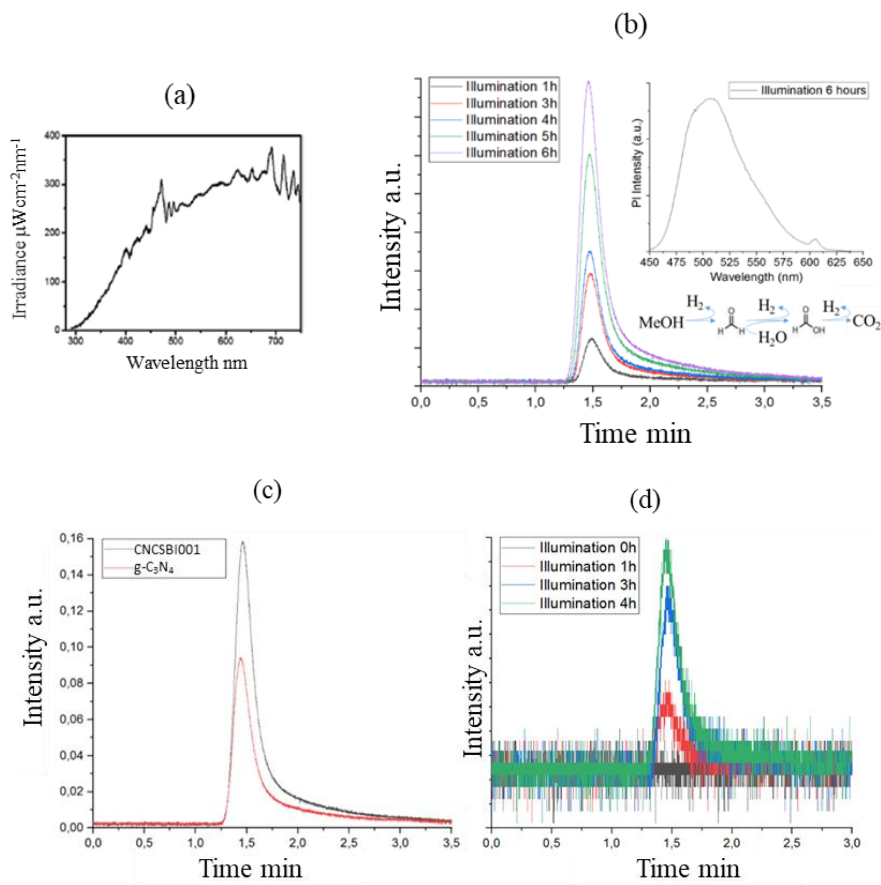 (a)
400
300
200
100
0
300 400 500 600 700
Irradiance μWcm⁻²nm⁻¹
Wavelength nm
(b)
Illumination 1h
Illumination 3h
Illumination 4h
Illumination 5h
Illumination 6h
Intensity a.u.
0,0 0,5 1,0 1,5 2,0 2,5 3,0 3,5
Time min
Illumination 6 hours
PI Intensity (a.u.)
450 475 500 525 550 575 600 625 650
Wavelength (nm)
H₂ H₂ H₂
MeOH H H H OH CO₂
O O
H₂O
(c)
CNCSBI001
g-C₃N₄
0,16
0,14
0,12
0,10
0,08
0,06
0,04
0,02
0,00
Intensity a.u.
0,0 0,5 1,0 1,5 2,0 2,5 3,0 3,5
Time min
(d)
Illumination 0h
Illumination 1h
Illumination 3h
Illumination 4h
Intensity a.u.
0,0 0,5 1,0 1,5 2,0 2,5 3,0
Time min